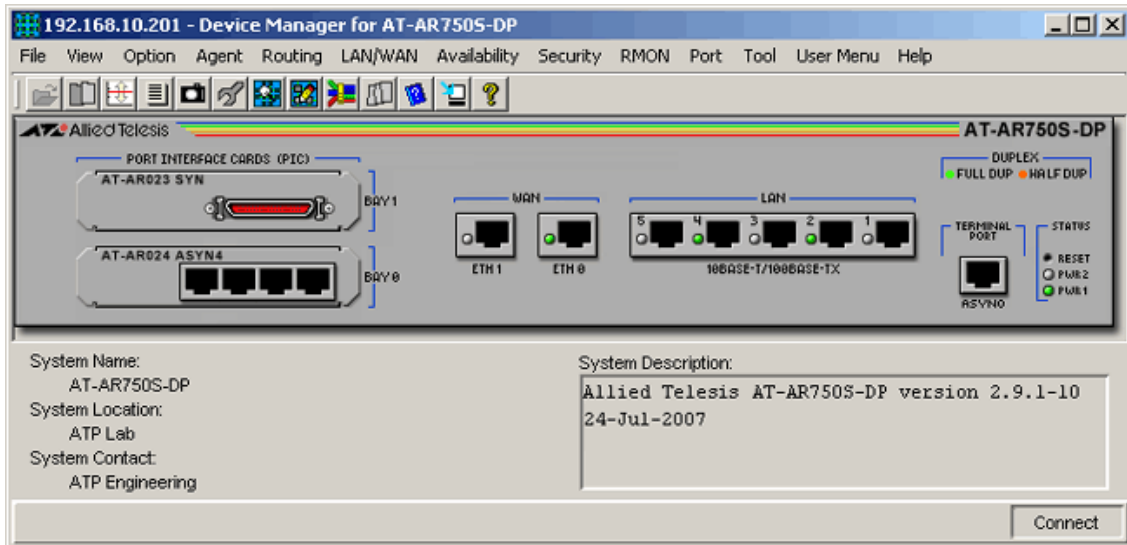 192.168.10.201 - Device Manager for AT-AR750S-DP
File View Option Agent Routing LAN/WAN Availability Security RMON Port Tool User Menu Help
Allied Telesis
AT-AR750S-DP
PORT INTERFACE CARDS (PIC)
AT-AR023 SYN
BAY1
AT-AR024 ASYN4
BAY0
WAN
ETH 1 ETH 0
LAN
5 4 3 2 1
10BASE-T/100BASE-TX
DUPLEX
FULL DUP HALF DUP
TERMINAL PORT
ASYN0
STATUS
RESET
PWR2
PWR1
System Name:
AT-AR750S-DP
System Location:
ATP Lab
System Contact:
ATP Engineering
System Description:
Allied Telesis AT-AR750S-DP version 2.9.1-10
24-Jul-2007
Connect